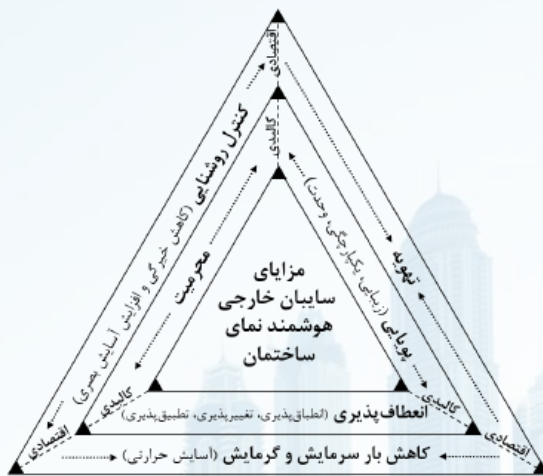 اقتصادی
کالبدی
کنترل روشنایی (کاهش خیرگی و افزایش آسایش بصری)
تهویه
محرمیت
پویایی (زیبایی، یکپارچگی، وحدت)
مزایای
سایبان خارجی
هوشمند نمای
ساختمان
کالبدی
کالبدی
انعطاف‌پذیری (انطباق‌پذیری، تغییرپذیری، تطبیق‌پذیری)
اقتصادی
اقتصادی
کاهش بار سرمایش و گرمایش (آسایش حرارتی)